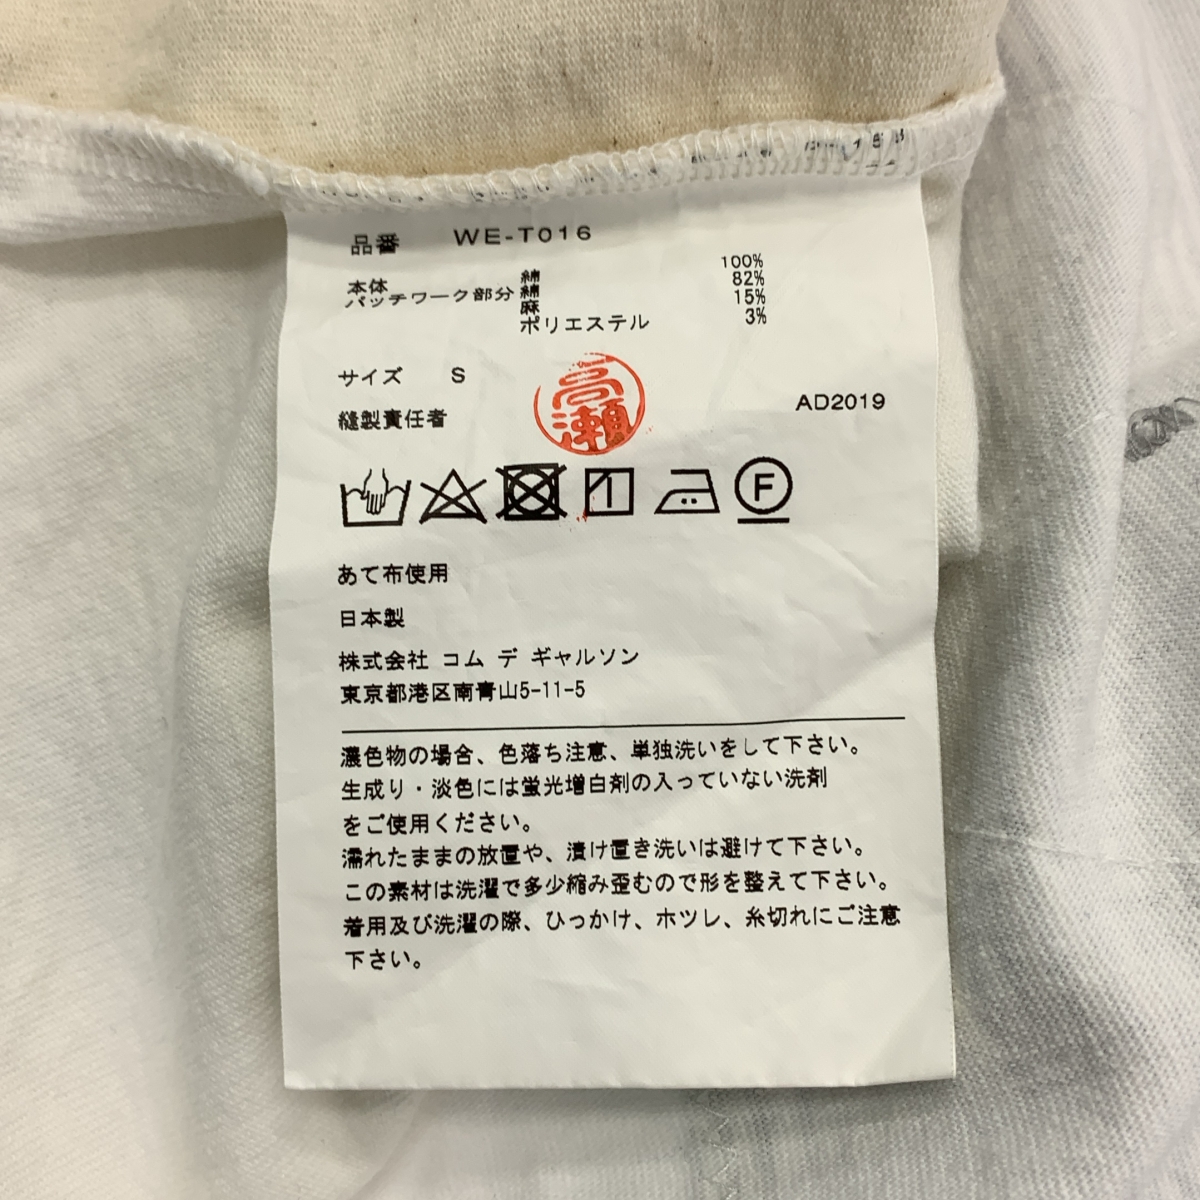 品番 WE-T016
本体 綿 100%
パッチワーク部分 綿 82%
麻 15%
ポリエステル 3%
サイズ S
縫製責任者 高瀬 AD2019
F
あて布使用
日本製
株式会社 コム デ ギャルソン
東京都港区南青山5-11-5
濃色物の場合、色落ち注意、単独洗いをして下さい。
生成り・淡色には蛍光増白剤の入っていない洗剤
をご使用ください。
濡れたままの放置や、漬け置き洗いは避けて下さい。
この素材は洗濯で多少縮み歪むので形を整えて下さい。
着用及び洗濯の際、ひっかけ、ホツレ、糸切れにご注意
下さい。